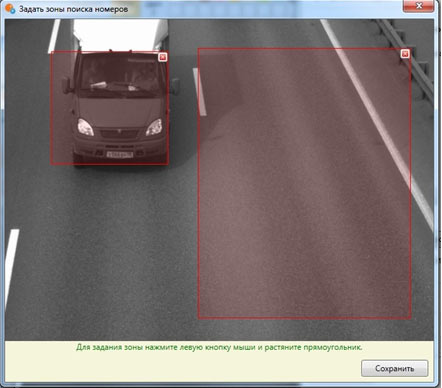 Задать зоны поиска номеров
Для задания зоны нажмите левую кнопку мыши и растяните прямоугольник.
Сохранить